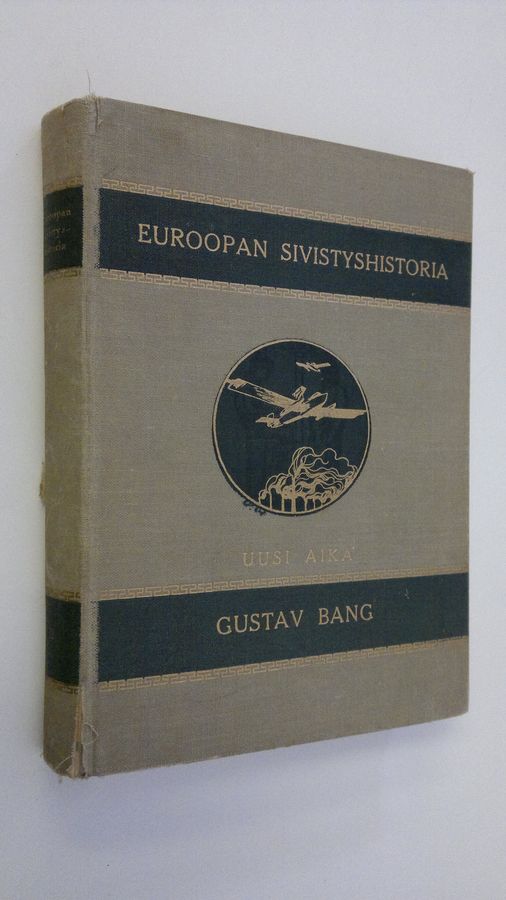 EUROOPAN SIVISTYSHISTORIA
UUSI AIKA
GUSTAV BANG